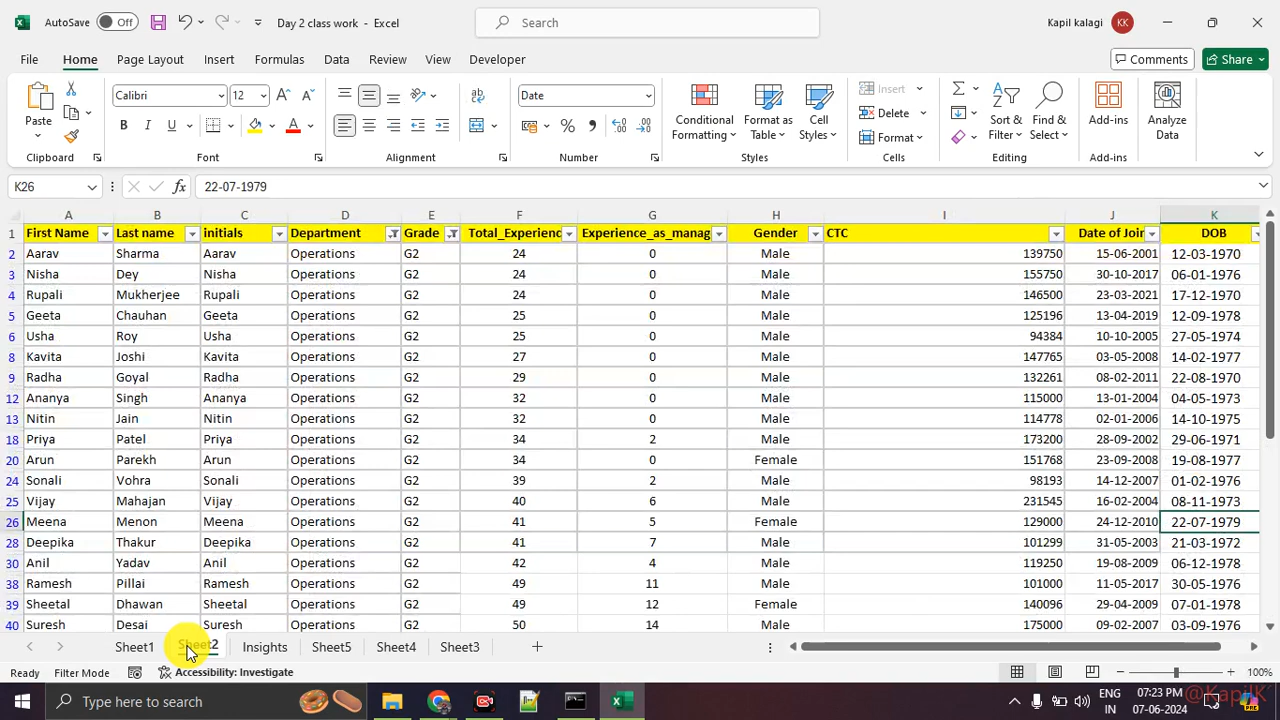 AutoSave Off Day 2 class work - Excel Search Kapil kalagi KK
File Home Page Layout Insert Formulas Data Review View Developer Help Comments Share
Calibri 12 Date
Paste B I U Conditional Formatting Format as Table Cell Styles Insert Delete Format Sort & Filter Find & Select Add-ins Analyze Data
Clipboard Font Alignment Number Styles Cells Editing Add-ins
K26 fx 22-07-1979
A B C D E F G H I J K
1 First Name Last name initials Department Grade Total_Experienc Experience_as_manag Gender CTC Date of Join DOB
2 Aarav Sharma Aarav Operations G2 24 0 Male 139750 15-06-2001 12-03-1970
3 Nisha Dey Nisha Operations G2 24 0 Male 155750 30-10-2017 06-01-1976
4 Rupali Mukherjee Rupali Operations G2 24 0 Male 146500 23-03-2021 17-12-1970
5 Geeta Chauhan Geeta Operations G2 25 0 Male 125196 13-04-2019 12-09-1978
6 Usha Roy Usha Operations G2 25 0 Male 94384 10-10-2005 27-05-1974
8 Kavita Joshi Kavita Operations G2 27 0 Male 147765 03-05-2008 14-02-1977
9 Radha Goyal Radha Operations G2 29 0 Male 132261 08-02-2011 22-08-1970
12 Ananya Singh Ananya Operations G2 32 0 Male 115000 13-01-2004 04-05-1973
13 Nitin Jain Nitin Operations G2 32 0 Male 114778 02-01-2006 14-10-1975
18 Priya Patel Priya Operations G2 34 2 Male 173200 28-09-2002 29-06-1971
20 Arun Parekh Arun Operations G2 34 0 Female 151768 23-09-2008 19-08-1977
24 Sonali Vohra Sonali Operations G2 39 2 Male 98193 14-12-2007 01-02-1976
25 Vijay Mahajan Vijay Operations G2 40 6 Male 231545 16-02-2004 08-11-1973
26 Meena Menon Meena Operations G2 41 5 Female 129000 24-12-2010 22-07-1979
28 Deepika Thakur Deepika Operations G2 41 7 Male 101299 31-05-2003 21-03-1972
30 Anil Yadav Anil Operations G2 42 4 Male 119250 19-08-2009 06-12-1978
38 Ramesh Pillai Ramesh Operations G2 49 11 Male 101000 11-05-2017 30-05-1976
39 Sheetal Dhawan Sheetal Operations G2 49 12 Female 140096 29-04-2009 07-01-1978
40 Suresh Desai Suresh Operations G2 50 14 Male 175000 29-07-2009 03-09-1976
Sheet1 Sheet2 Insights Sheet5 Sheet4 Sheet3
Ready Filter Mode Accessibility: Investigate 100%
Type here to search ENG IN 07:23 PM 07-06-2024
@KapilK